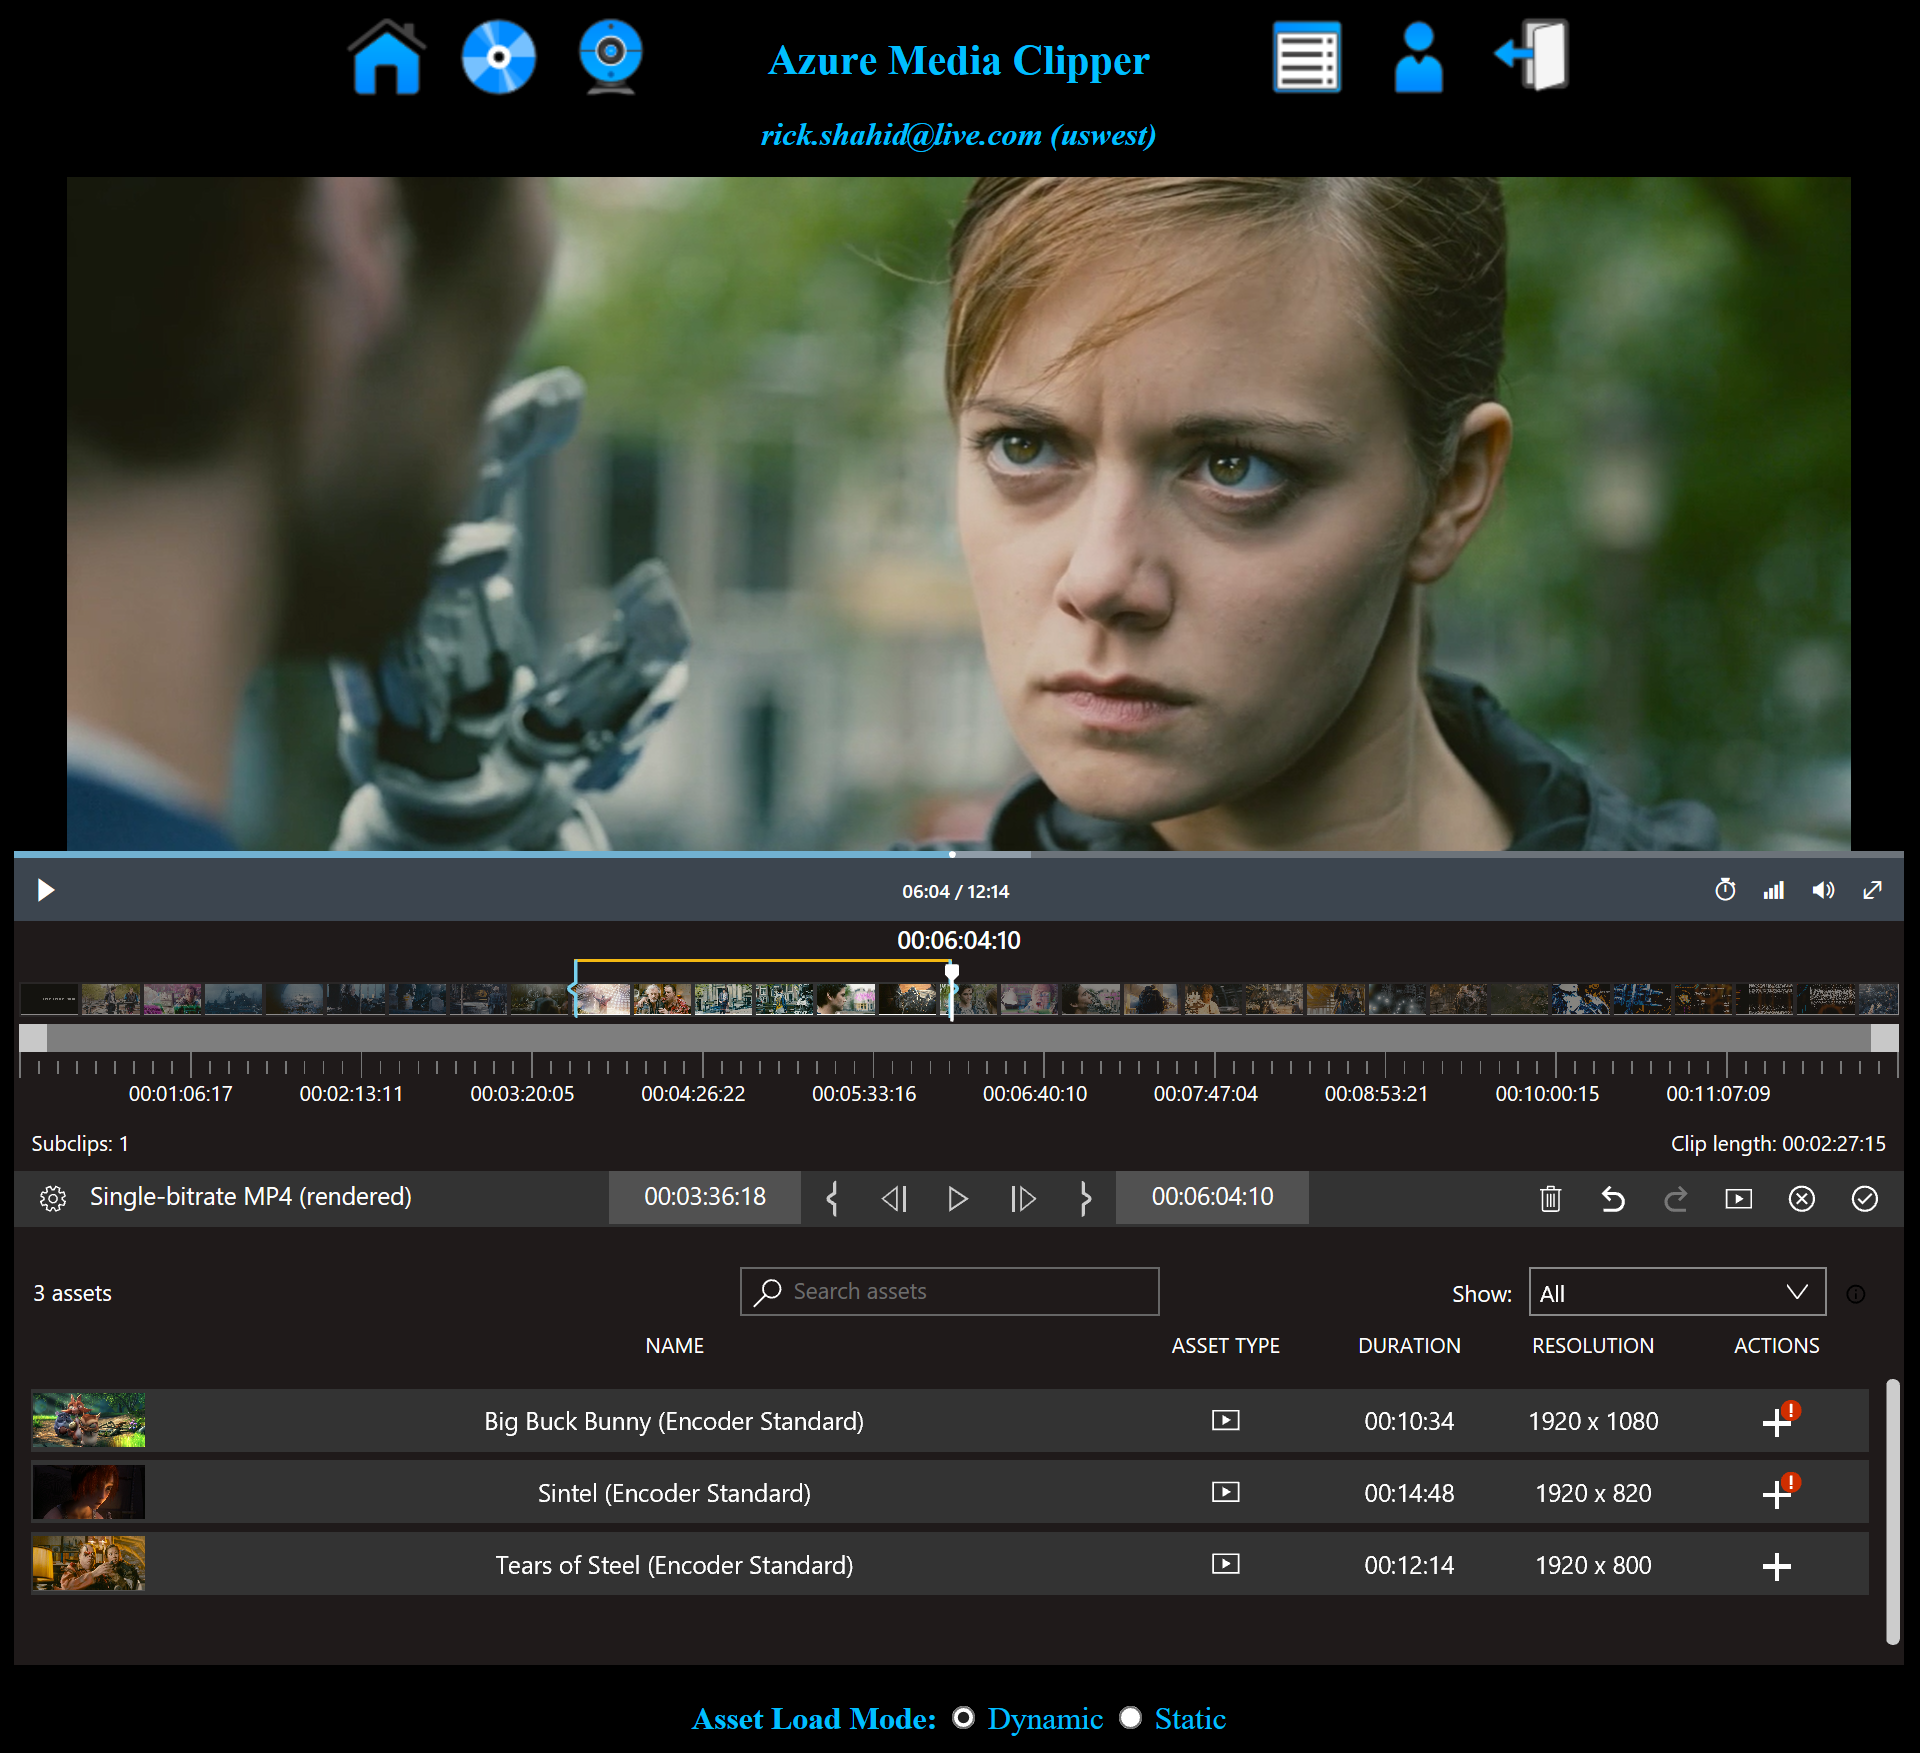 Azure Media Clipper
rick.shahid@live.com (uswest)
06:04 / 12:14
00:06:04:10
00:01:06:17 00:02:13:11 00:03:20:05 00:04:26:22 00:05:33:16 00:06:40:10 00:07:47:04 00:08:53:21 00:10:00:15 00:11:07:09
Subclips: 1 Clip length: 00:02:27:15
Single-bitrate MP4 (rendered) 00:03:36:18 00:06:04:10
3 assets Search assets Show: All
NAME ASSET TYPE DURATION RESOLUTION ACTIONS
Big Buck Bunny (Encoder Standard) 00:10:34 1920 x 1080
Sintel (Encoder Standard) 00:14:48 1920 x 820
Tears of Steel (Encoder Standard) 00:12:14 1920 x 800
Asset Load Mode: Dynamic Static